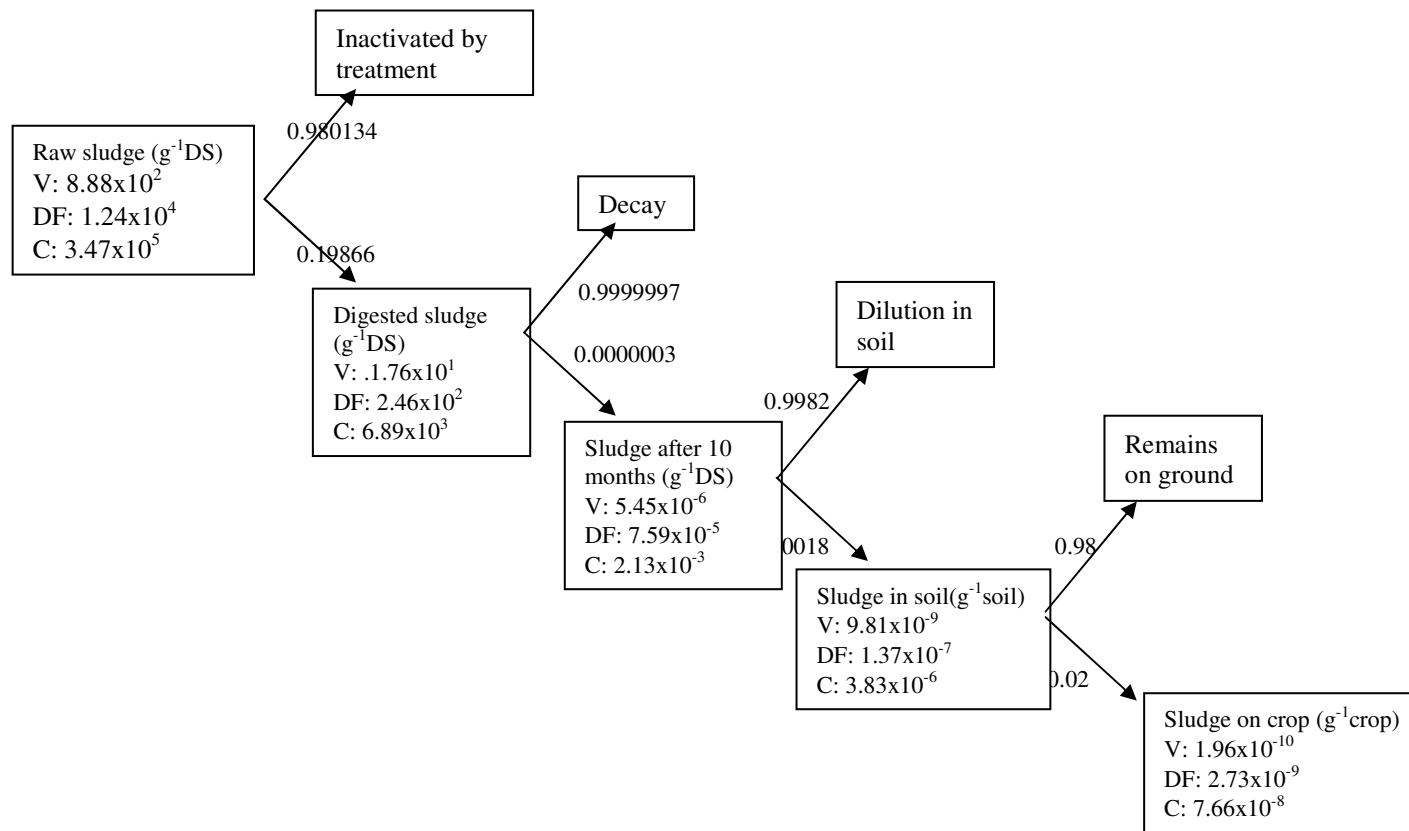 Inactivated by
treatment
0.980134
Raw sludge (g⁻¹DS)
V: 8.88x10²
DF: 1.24x10⁴
C: 3.47x10⁵
0.19866
Decay
0.9999997
Digested sludge
(g⁻¹DS)
V: .1.76x10¹
DF: 2.46x10²
C: 6.89x10³
0.0000003
Dilution in
soil
0.9982
Sludge after 10
months (g⁻¹DS)
V: 5.45x10⁻⁶
DF: 7.59x10⁻⁵
C: 2.13x10⁻³
0018
Remains
on ground
0.98
Sludge in soil(g⁻¹soil)
V: 9.81x10⁻⁹
DF: 1.37x10⁻⁷
C: 3.83x10⁻⁶
0.02
Sludge on crop (g⁻¹crop)
V: 1.96x10⁻¹⁰
DF: 2.73x10⁻⁹
C: 7.66x10⁻⁸